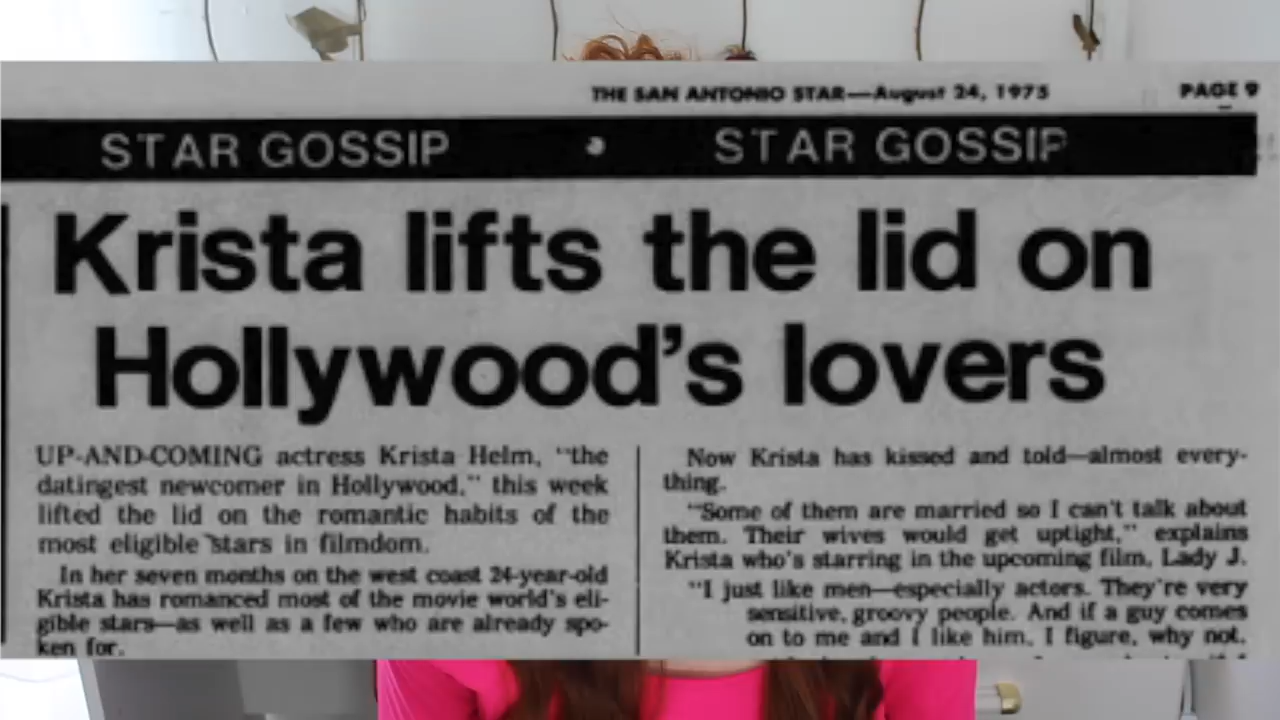 THE SAN ANTONIO STAR—August 24, 1975 PAGE 9
STAR GOSSIP • STAR GOSSIP
Krista lifts the lid on
Hollywood's lovers
UP-AND-COMING actress Krista Helm, "the
datingest newcomer in Hollywood," this week
lifted the lid on the romantic habits of the
most eligible stars in filmdom.
In her seven months on the west coast 24-year-old
Krista has romanced most of the movie world's eli-
gible stars—as well as a few who are already spo-
ken for.
Now Krista has kissed and told—almost every-
thing.
"Some of them are married so I can't talk about
them. Their wives would get uptight," explains
Krista who's starring in the upcoming film, Lady J.
"I just like men—especially actors. They're very
sensitive, groovy people. And if a guy comes
on to me and I like him, I figure, why not.